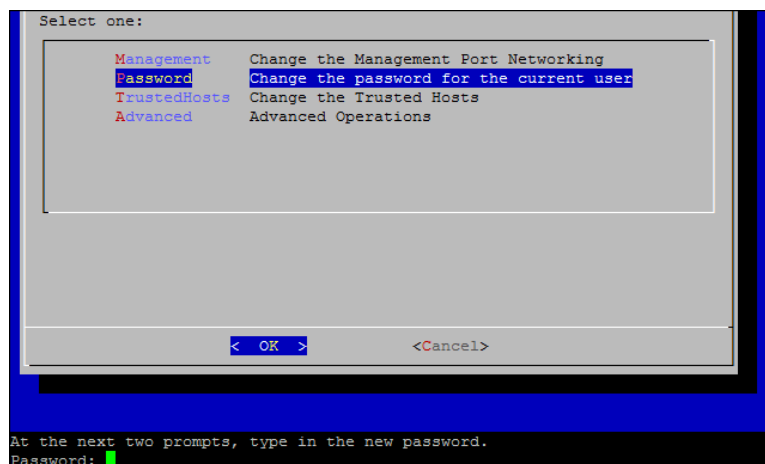 Select one:
Management Change the Management Port Networking
Password Change the password for the current user
TrustedHosts Change the Trusted Hosts
Advanced Advanced Operations
< OK > <Cancel>
At the next two prompts, type in the new password.
Password: